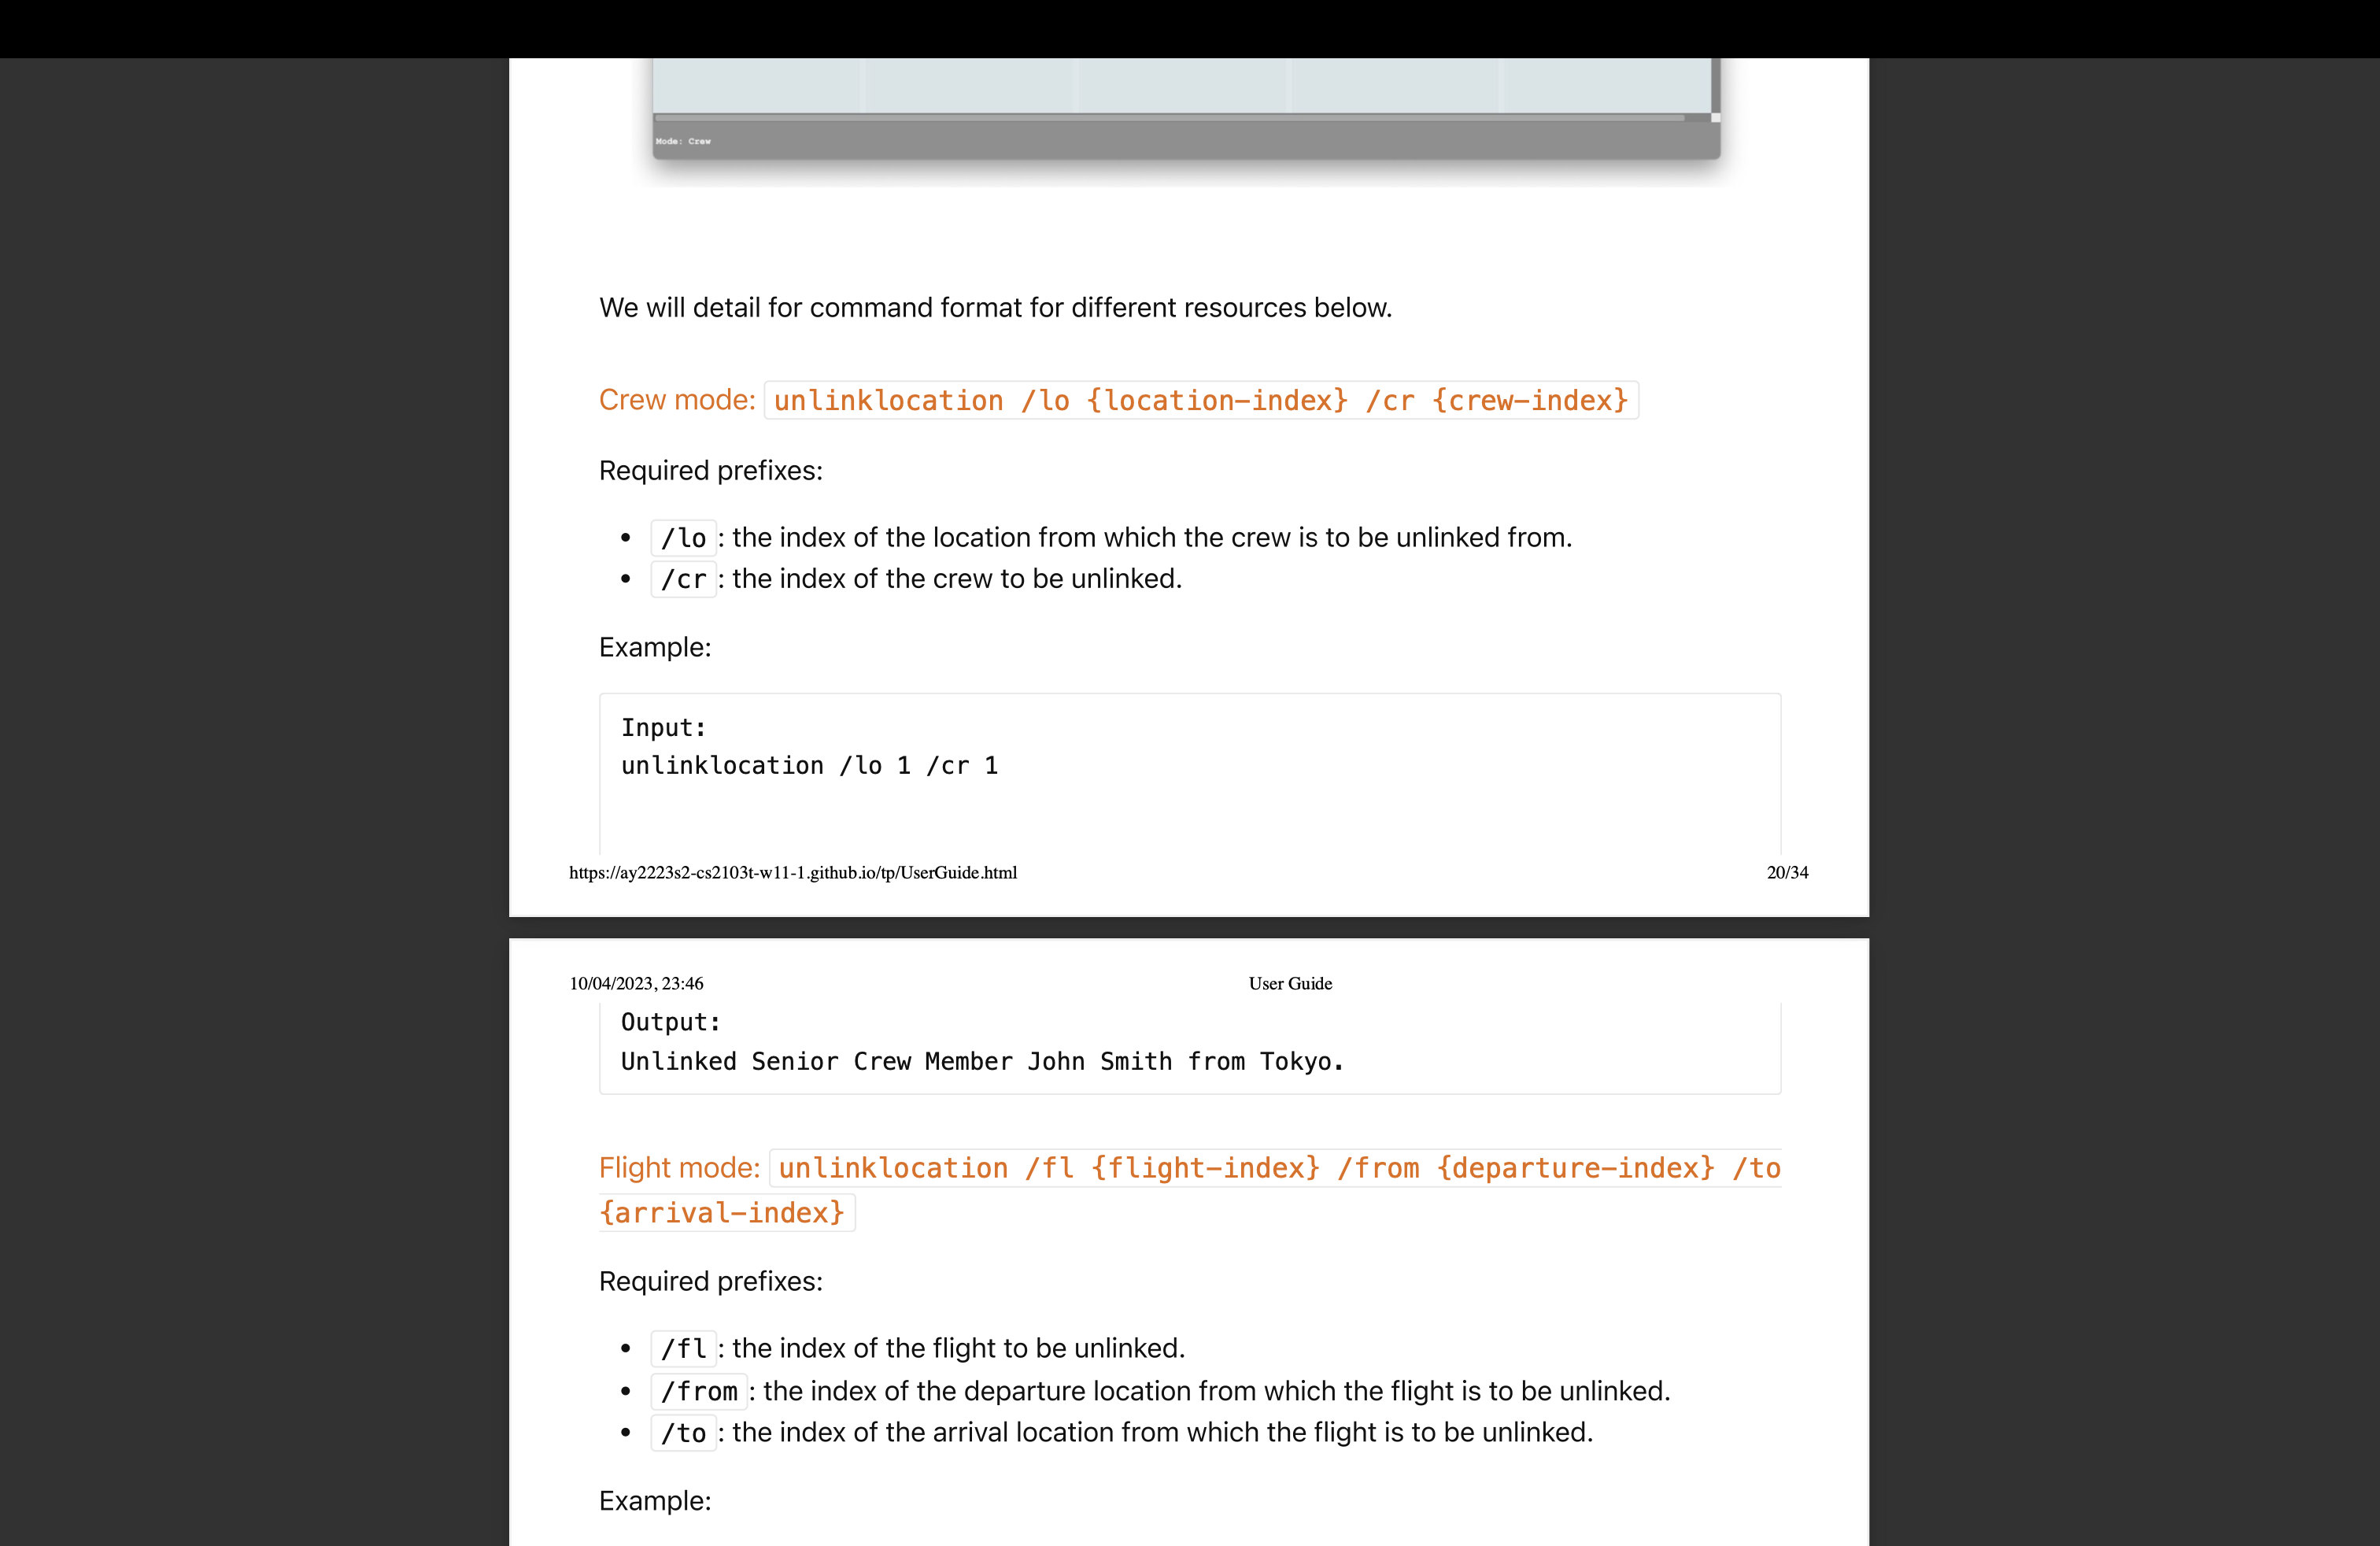 Mode: Crew
We will detail for command format for different resources below.
Crew mode: unlinklocation /lo {location-index} /cr {crew-index}
Required prefixes:
• /lo : the index of the location from which the crew is to be unlinked from.
• /cr : the index of the crew to be unlinked.
Example:
Input:
unlinklocation /lo 1 /cr 1
https://ay2223s2-cs2103t-w11-1.github.io/tp/UserGuide.html 20/34
10/04/2023, 23:46 User Guide
Output:
Unlinked Senior Crew Member John Smith from Tokyo.
Flight mode: unlinklocation /fl {flight-index} /from {departure-index} /to
{arrival-index}
Required prefixes:
• /fl : the index of the flight to be unlinked.
• /from : the index of the departure location from which the flight is to be unlinked.
• /to : the index of the arrival location from which the flight is to be unlinked.
Example: